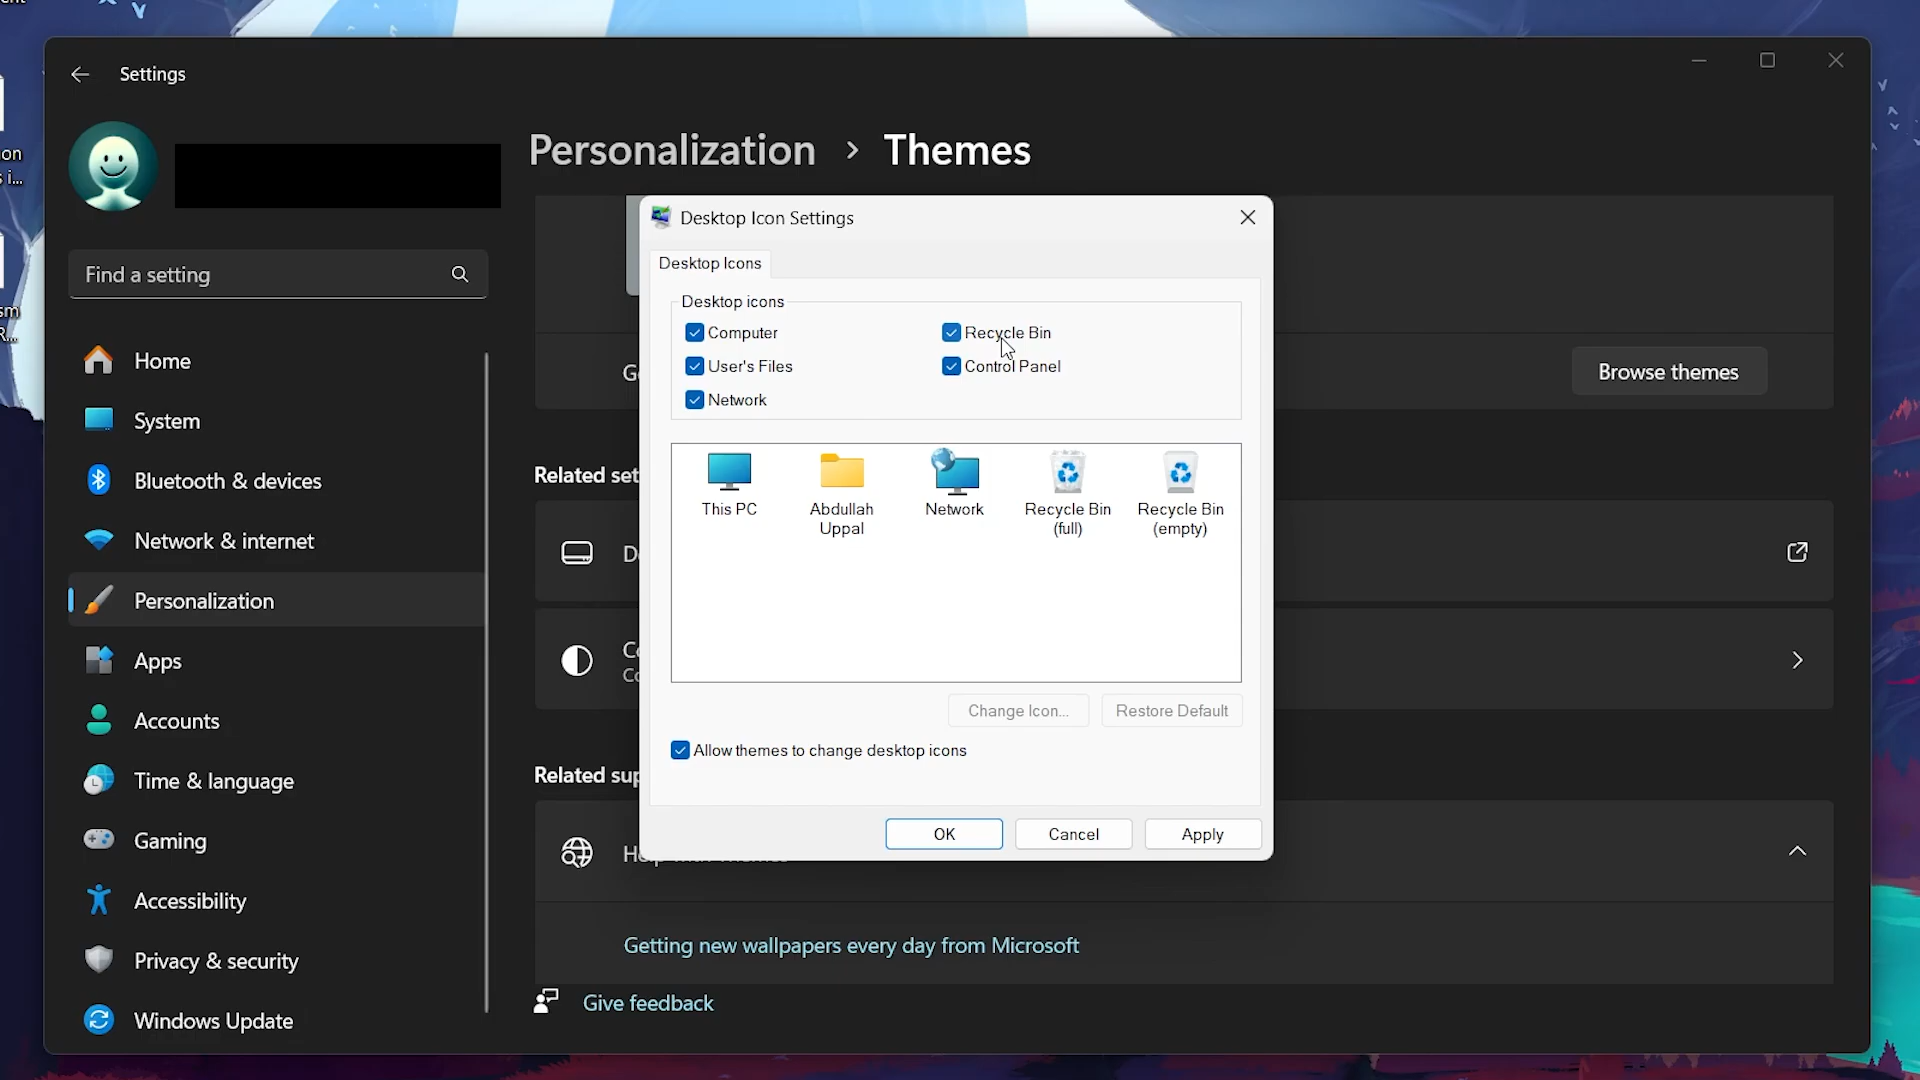 Settings
Personalization > Themes
Find a setting
Home
System
Bluetooth & devices
Network & internet
Personalization
Apps
Accounts
Time & language
Gaming
Accessibility
Privacy & security
Windows Update
Desktop Icon Settings
Desktop Icons
Desktop icons
Computer
Recycle Bin
User's Files
Control Panel
Network
This PC
Abdullah
Uppal
Network
Recycle Bin
(full)
Recycle Bin
(empty)
Change Icon...
Restore Default
Allow themes to change desktop icons
OK
Cancel
Apply
Browse themes
Related set
Related sup
Getting new wallpapers every day from Microsoft
Give feedback